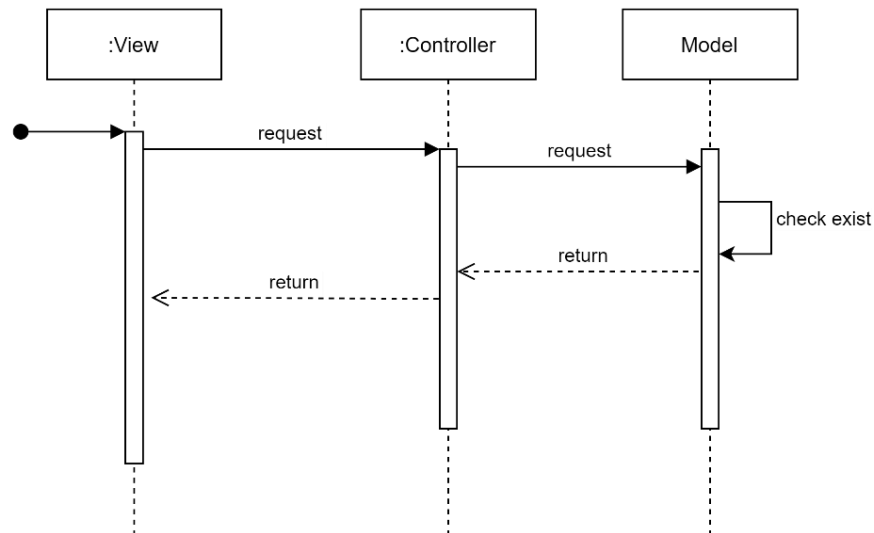 :View
:Controller
Model
request
request
check exist
return
return